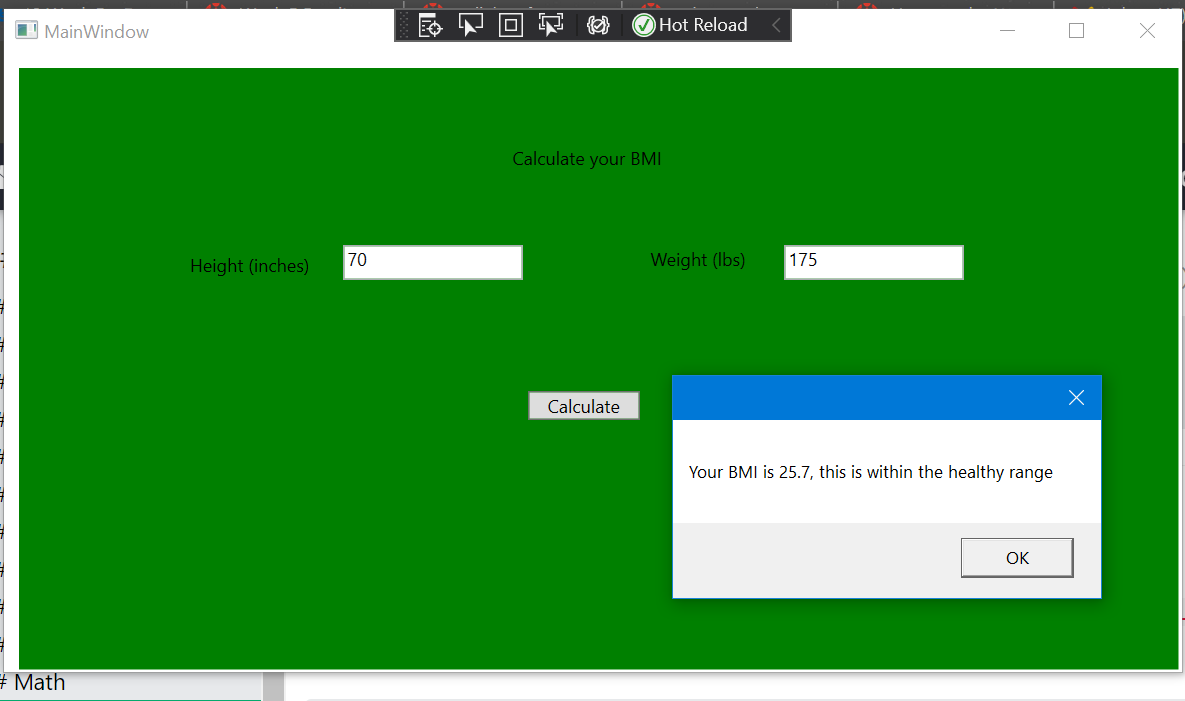 MainWindow
Hot Reload
Calculate your BMI
Height (inches) 70 Weight (lbs) 175
Calculate
Your BMI is 25.7, this is within the healthy range
OK
# Math